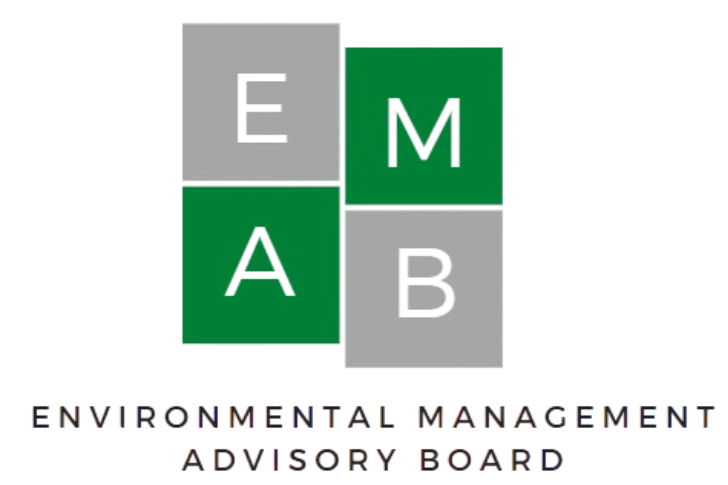 E M
A B
ENVIRONMENTAL MANAGEMENT
ADVISORY BOARD